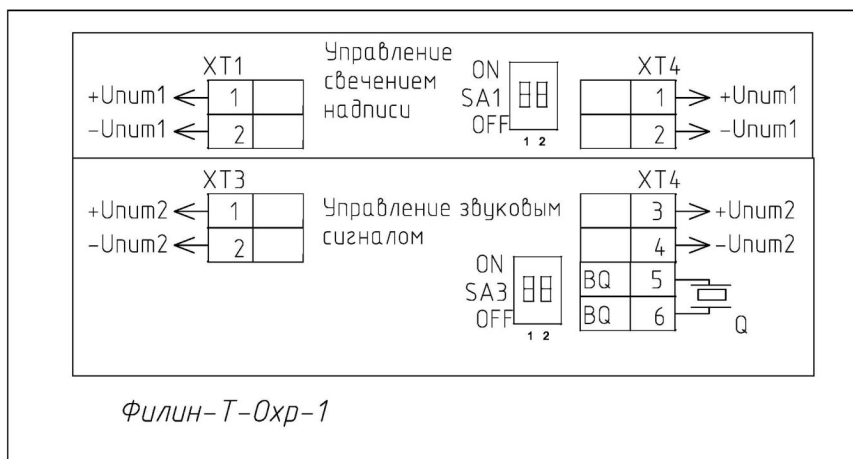 XT1
Управление
свечением
надписи
ON
SA1
OFF
1 2
XT4
+Uпит1
1
1
+Uпит1
-Uпит1
2
2
-Uпит1
XT3
Управление звуковым
сигналом
XT4
+Uпит2
1
3
+Uпит2
-Uпит2
2
4
-Uпит2
ON
SA3
OFF
1 2
BQ 5
BQ 6
Q
Филин-Т-Охр-1